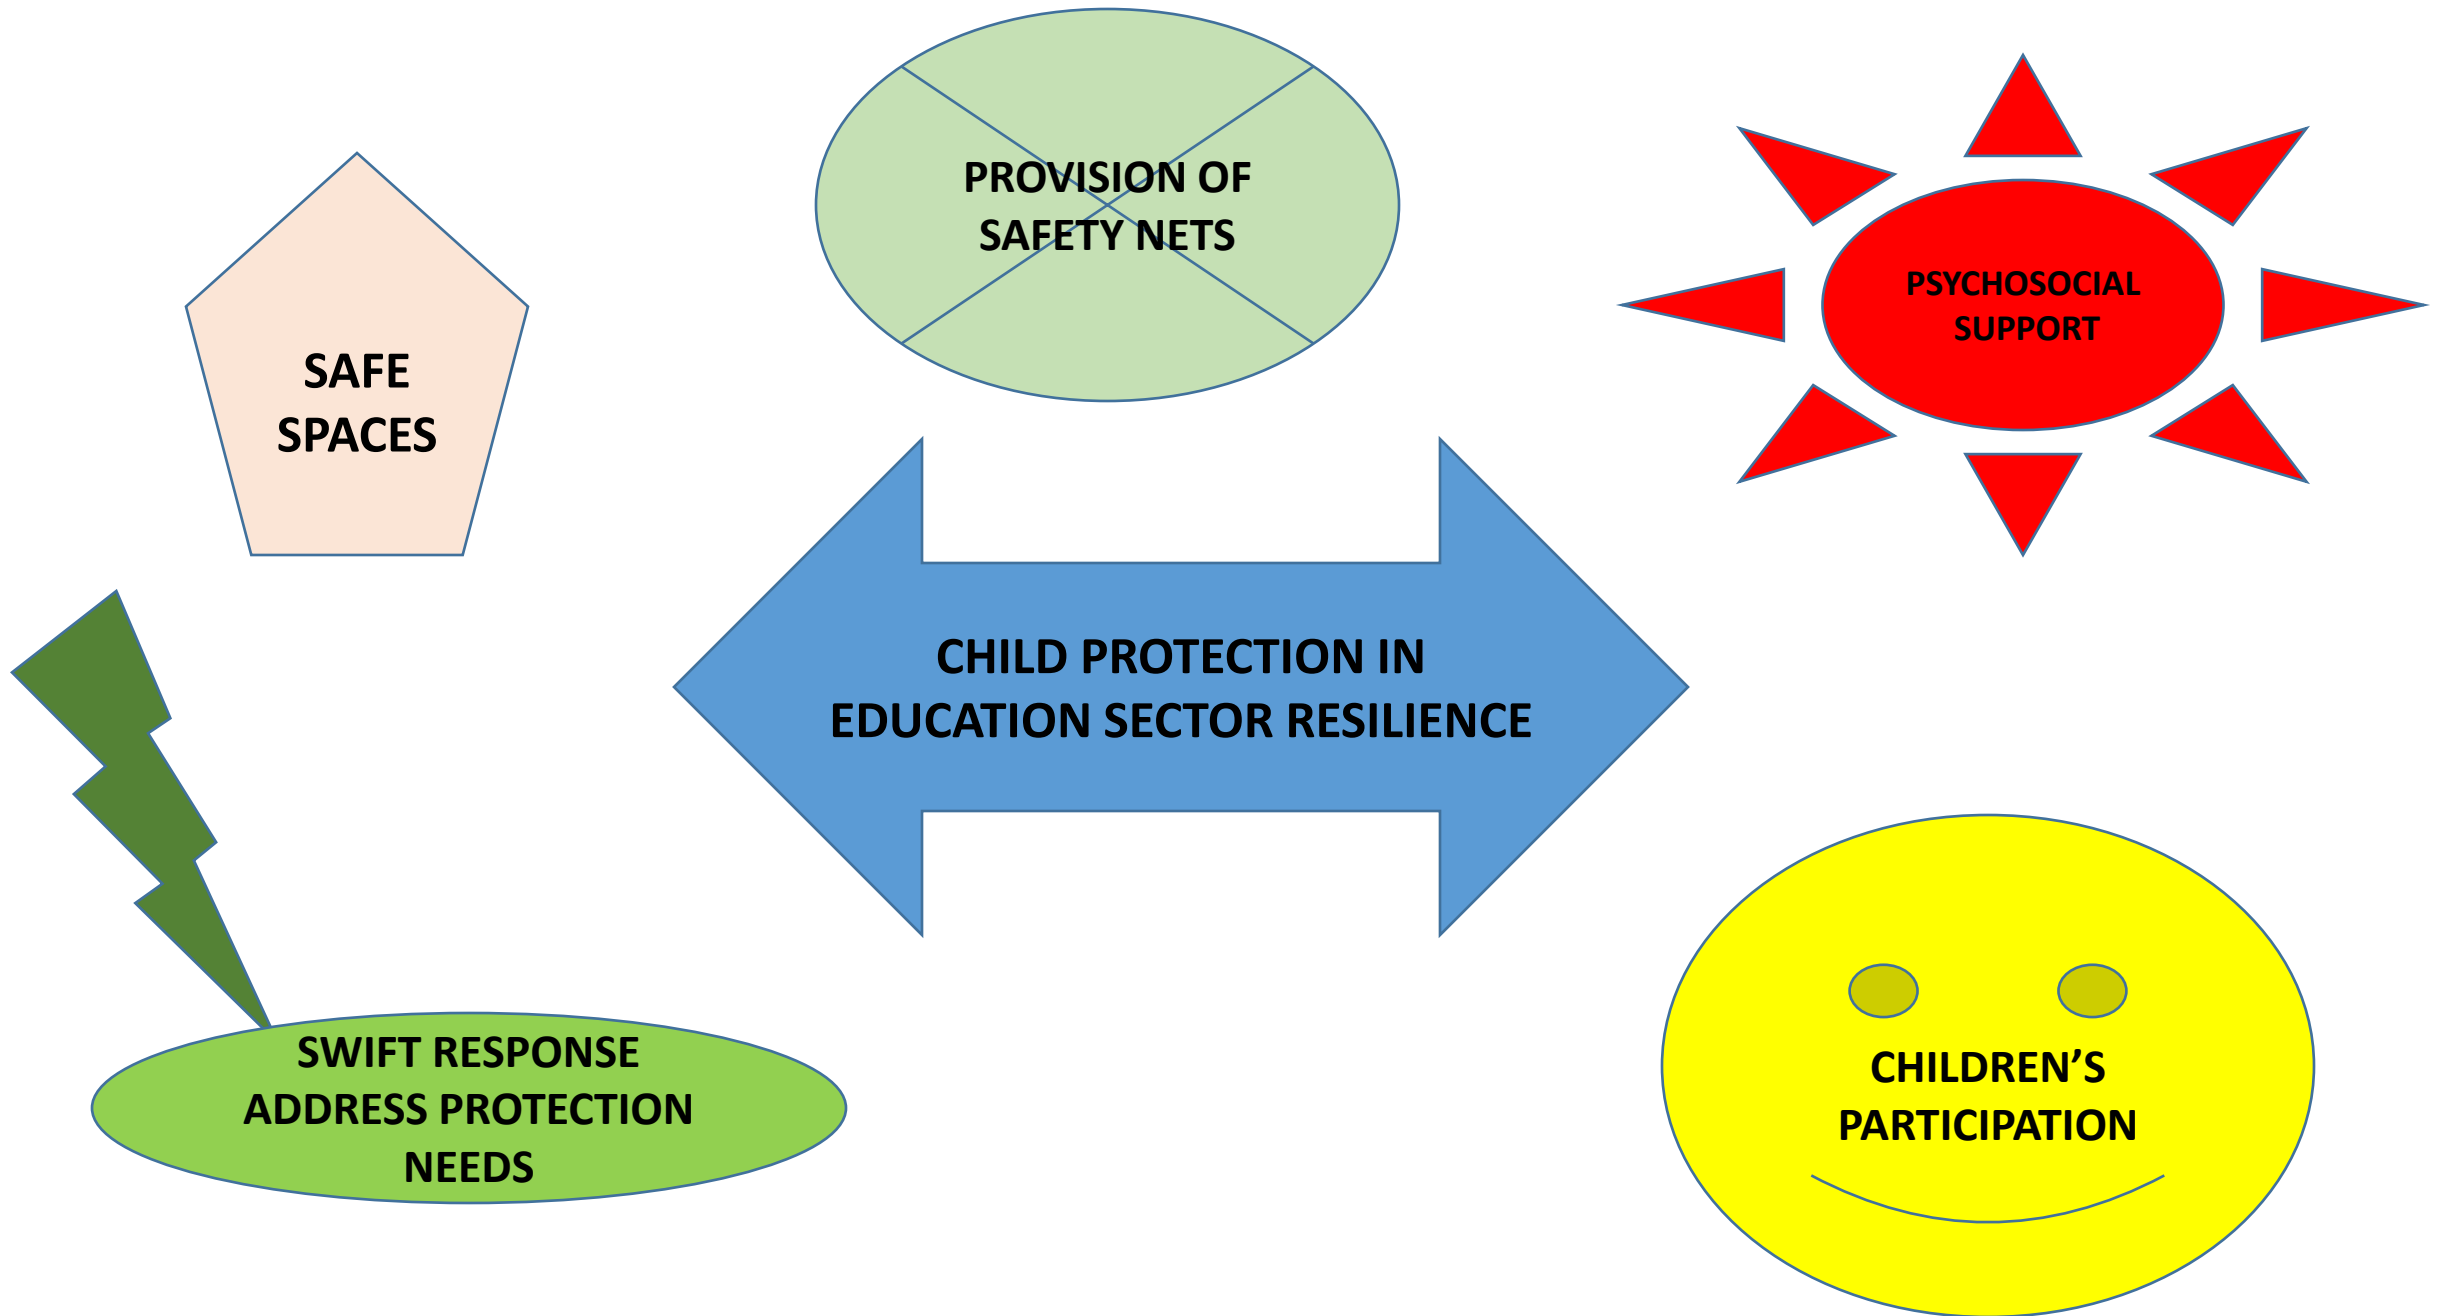 PROVISION OF
SAFETY NETS
PSYCHOSOCIAL
SUPPORT
SAFE
SPACES
CHILD PROTECTION IN
EDUCATION SECTOR RESILIENCE
SWIFT RESPONSE
ADDRESS PROTECTION
NEEDS
CHILDREN’S
PARTICIPATION